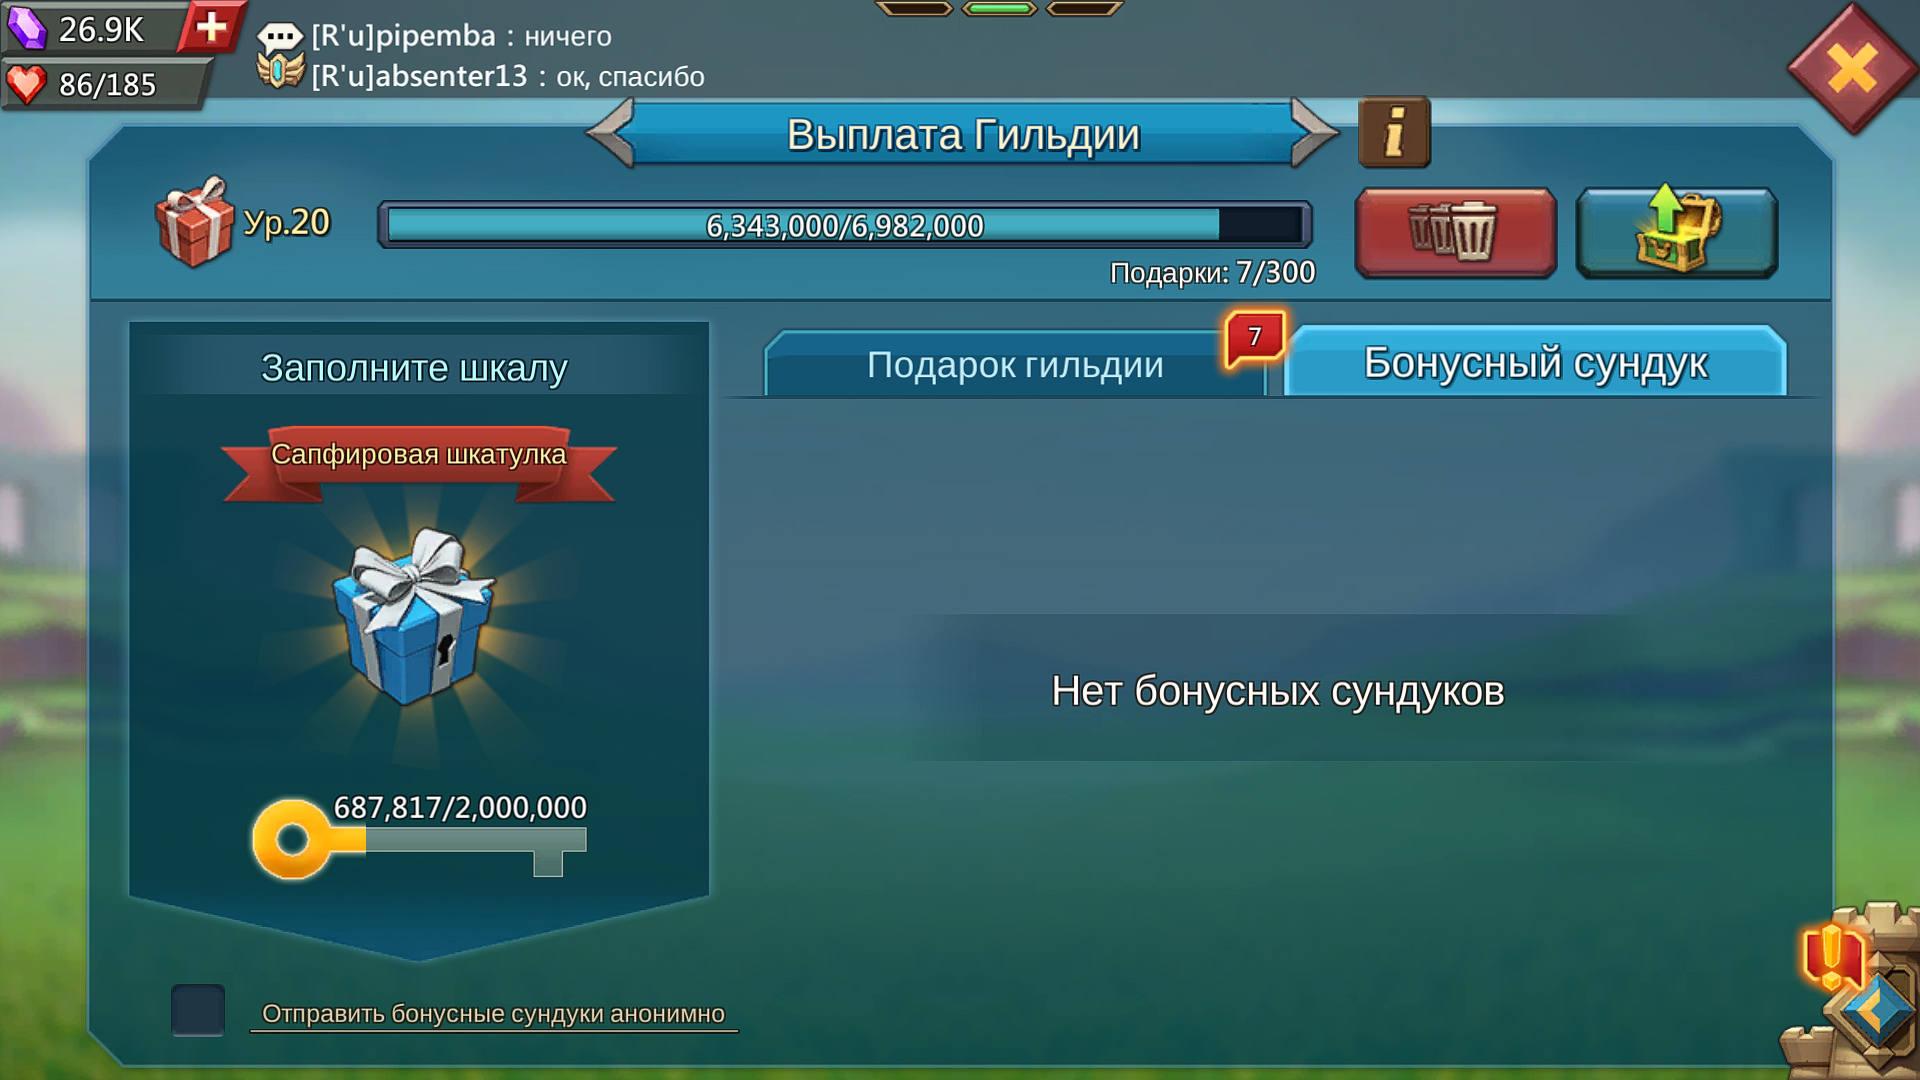 26.9K
86/185
[R'u]pipemba : ничего
[R'u]absenter13 : ок, спасибо
Выплата Гильдии
i
Ур.20
6,343,000/6,982,000
Подарки: 7/300
Заполните шкалу
Подарок гильдии
7
Бонусный сундук
Сапфировая шкатулка
Нет бонусных сундуков
687,817/2,000,000
Отправить бонусные сундуки анонимно